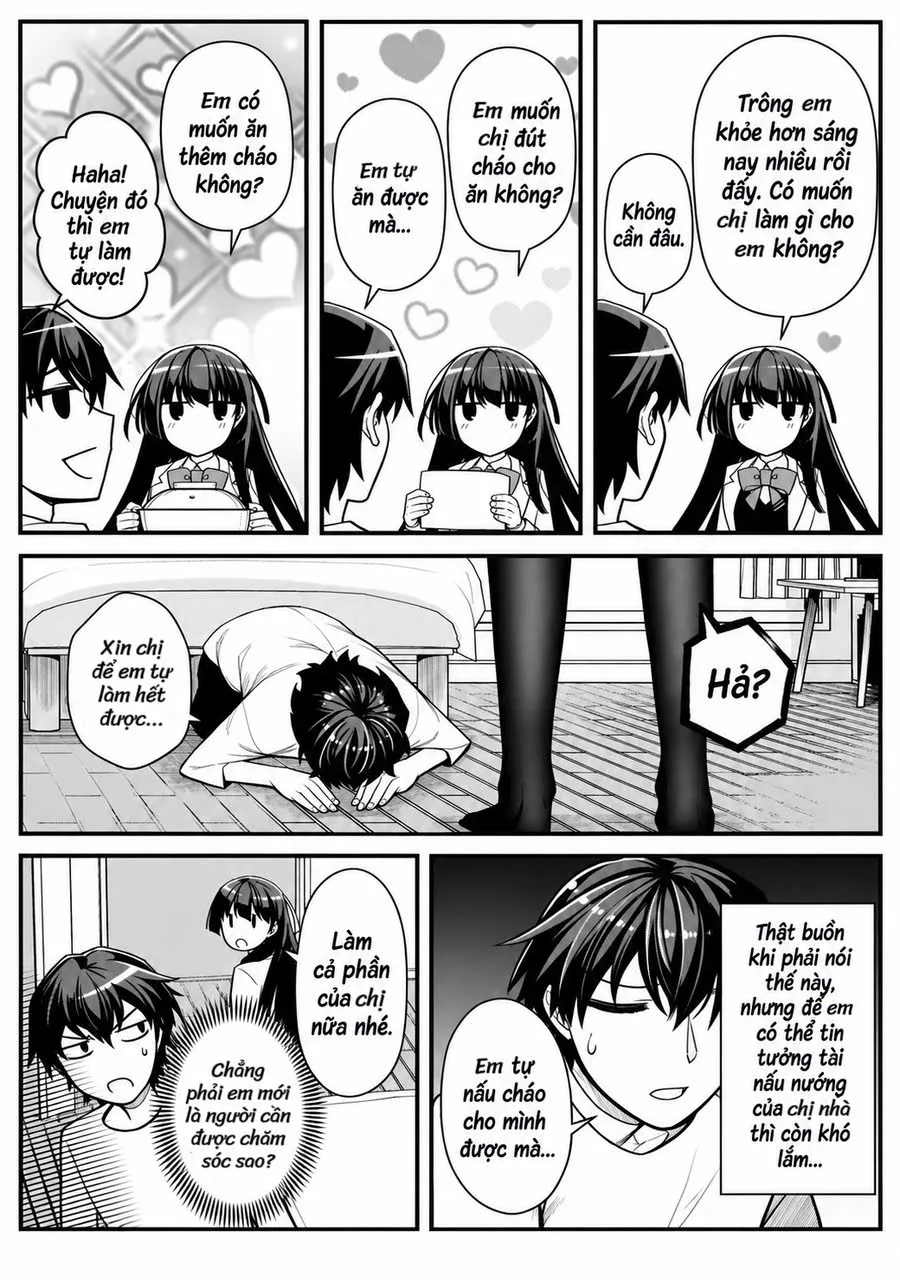 Trông em
khỏe hơn sáng
nay nhiều rồi
đấy. Có muốn
chị làm gì cho
em không?
Không
cần đâu.
Em muốn
chị đút
cháo cho
ăn không?
Em tự
ăn được
mà...
Em có
muốn ăn
thêm cháo
không?
Haha!
Chuyện đó
thì em
tự làm
được!
Hả?
Xin chị
để em tự
làm hết
được...
Thật buồn
khi phải nói
thế này,
nhưng để em
có thể tin
tưởng tài
nấu nướng
của chị nhà
thì còn khó
lắm...
Em tự
nấu cháo
cho mình
được mà...
Làm
cả phần
của chị
nữa nhé.
Chẳng
phải em mới
là người cần
được chăm
sóc sao?